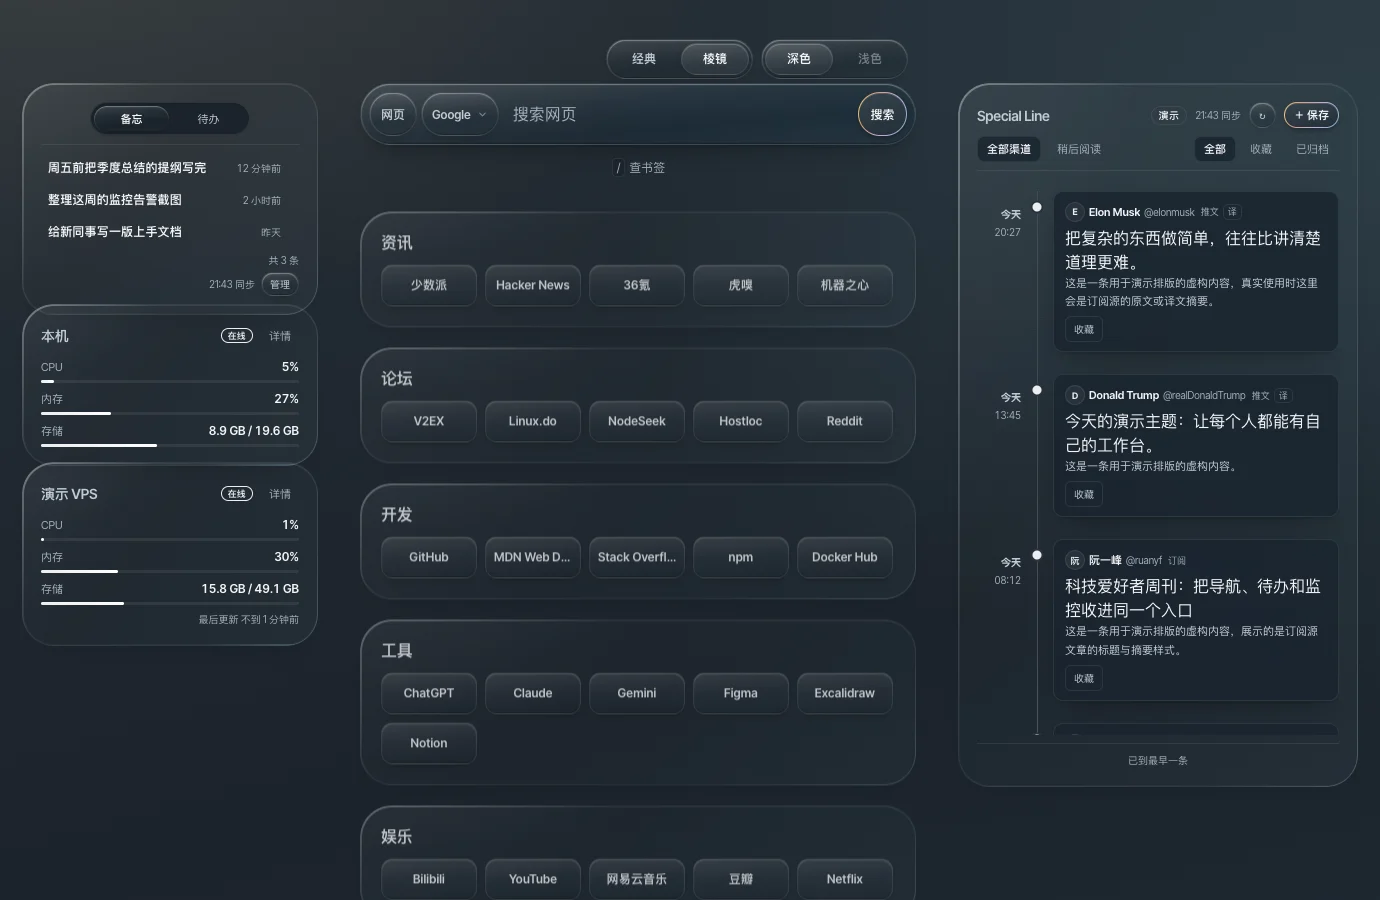 经典 棱镜 深色 浅色
备忘 待办
周五前把季度总结的提纲写完 12 分钟前
整理这周的监控告警截图 2 小时前
给新同事写一版上手文档 昨天
共 3 条
21:43 同步 管理
本机 在线 详情
CPU 5%
内存 27%
存储 8.9 GB / 19.6 GB
演示 VPS 在线 详情
CPU 1%
内存 30%
存储 15.8 GB / 49.1 GB
最后更新 不到 1 分钟前
网页 Google 搜索网页 搜索
/ 查书签
资讯
少数派 Hacker News 36氪 虎嗅 机器之心
论坛
V2EX Linux.do NodeSeek Hostloc Reddit
开发
GitHub MDN Web D... Stack Overfl... npm Docker Hub
工具
ChatGPT Claude Gemini Figma Excalidraw
Notion
娱乐
Bilibili YouTube 网易云音乐 豆瓣 Netflix
Special Line 演示 21:43 同步 ↻ + 保存
全部渠道 稍后阅读 全部 收藏 已归档
今天
20:27
E Elon Musk @elonmusk 推文 译
把复杂的东西做简单，往往比讲清楚
道理更难。
这是一条用于演示排版的虚构内容，真实使用时这里
会是订阅源的原文或译文摘要。
收藏
今天
13:45
D Donald Trump @realDonaldTrump 推文 译
今天的演示主题：让每个人都能有自
己的工作台。
这是一条用于演示排版的虚构内容。
收藏
今天
08:12
阮 阮一峰 @ruanyf 订阅
科技爱好者周刊：把导航、待办和监
控收进同一个入口
这是一条用于演示排版的虚构内容，展示的是订阅源
文章的标题与摘要样式。
收藏
已到最早一条